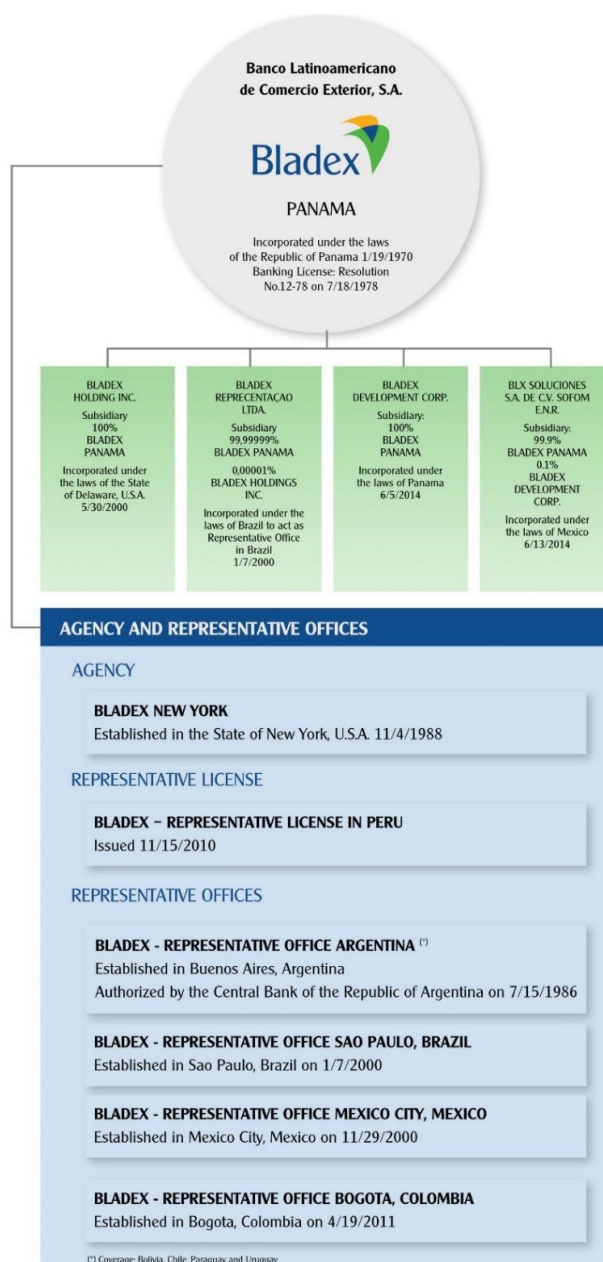 Banco Latinoamericano
de Comercio Exterior, S.A.
Bladex
PANAMA
Incorporated under the laws
of the Republic of Panama 1/19/1970
Banking License: Resolution
No.12-78 on 7/18/1978
BLADEX
HOLDING INC.
Subsidiary
100%
BLADEX
PANAMA
Incorporated under
the laws of the State
of Delaware, U.S.A.
5/30/2000
BLADEX
REPRECENTAÇAO
LTDA.
Subsidiary
99,99999%
BLADEX PANAMA
0,00001%
BLADEX HOLDINGS
INC.
Incorporated under the
laws of Brazil to act as
Representative Office
in Brazil
1/7/2000
BLADEX
DEVELOPMENT CORP.
Subsidiary:
100%
BLADEX
PANAMA
Incorporated under
the laws of Panama
6/5/2014
BLX SOLUCIONES
S.A. DE C.V. SOFOM
E.N.R.
Subsidiary:
99.9%
BLADEX PANAMA
0.1%
BLADEX
DEVELOPMENT
CORP.
Incorporated under
the laws of Mexico
6/13/2014
AGENCY AND REPRESENTATIVE OFFICES
AGENCY
BLADEX NEW YORK
Established in the State of New York, U.S.A. 11/4/1988
REPRESENTATIVE LICENSE
BLADEX – REPRESENTATIVE LICENSE IN PERU
Issued 11/15/2010
REPRESENTATIVE OFFICES
BLADEX - REPRESENTATIVE OFFICE ARGENTINA (*)
Established in Buenos Aires, Argentina
Authorized by the Central Bank of the Republic of Argentina on 7/15/1986
BLADEX - REPRESENTATIVE OFFICE SAO PAULO, BRAZIL
Established in Sao Paulo, Brazil on 1/7/2000
BLADEX - REPRESENTATIVE OFFICE MEXICO CITY, MEXICO
Established in Mexico City, Mexico on 11/29/2000
BLADEX - REPRESENTATIVE OFFICE BOGOTA, COLOMBIA
Established in Bogota, Colombia on 4/19/2011
(*) Coverage: Bolivia, Chile, Paraguay and Uruguay